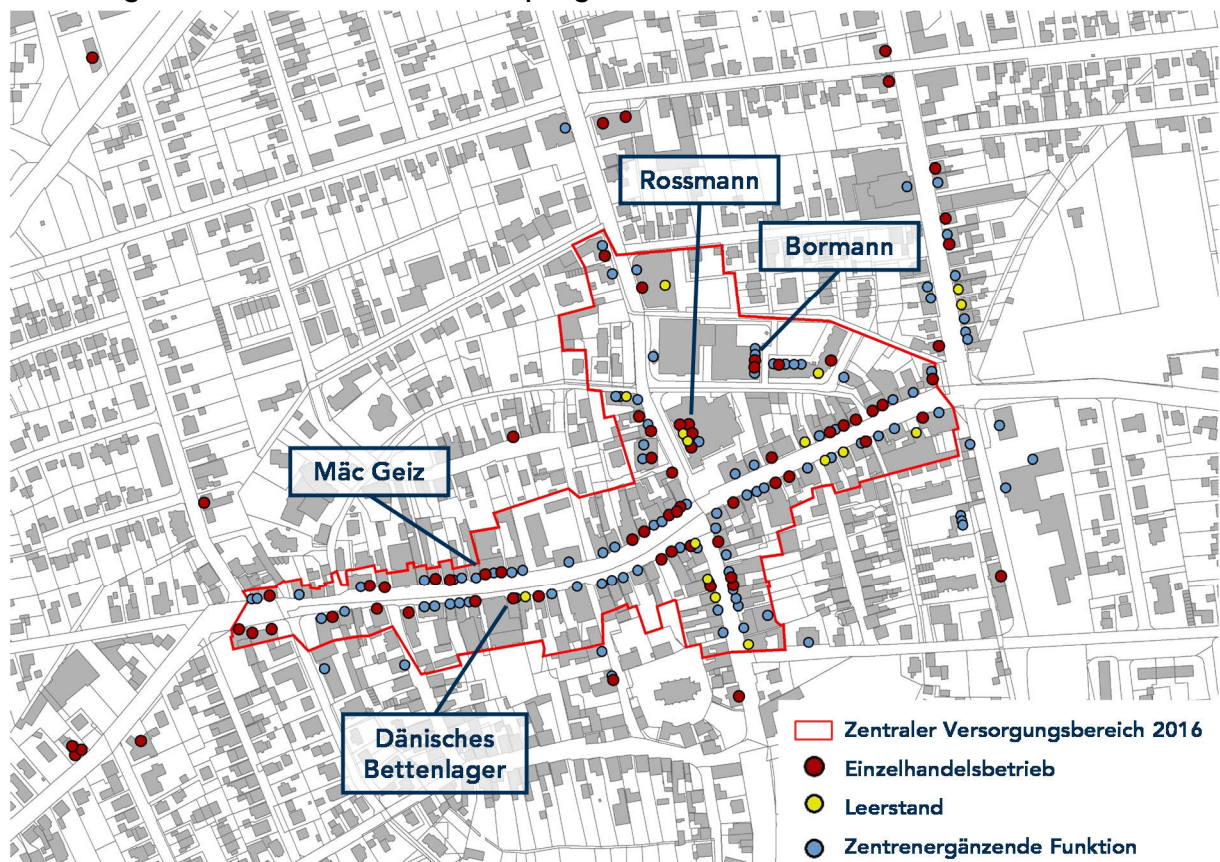 Rossmann
Bormann
Mäc Geiz
Dänisches
Bettenlager
Zentraler Versorgungsbereich 2016
Einzelhandelsbetrieb
Leerstand
Zentrenergänzende Funktion